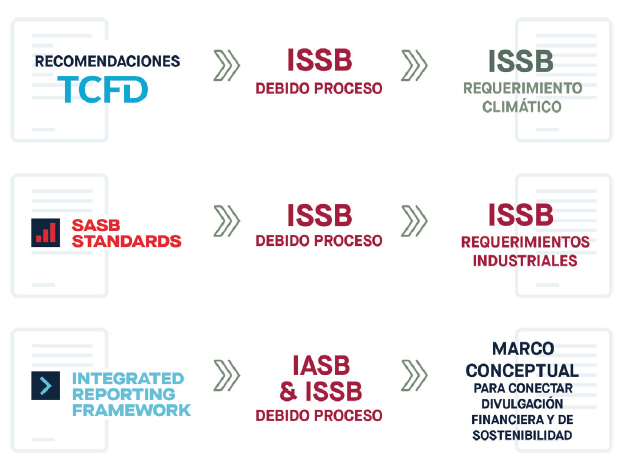 RECOMENDACIONES
TCFD
ISSB
DEBIDO PROCESO
ISSB
REQUERIMIENTO
CLIMÁTICO
SASB
STANDARDS
ISSB
DEBIDO PROCESO
ISSB
REQUERIMIENTOS
INDUSTRIALES
INTEGRATED
REPORTING
FRAMEWORK
IASB
& ISSB
DEBIDO PROCESO
MARCO
CONCEPTUAL
PARA CONECTAR
DIVULGACIÓN
FINANCIERA Y DE
SOSTENIBILIDAD